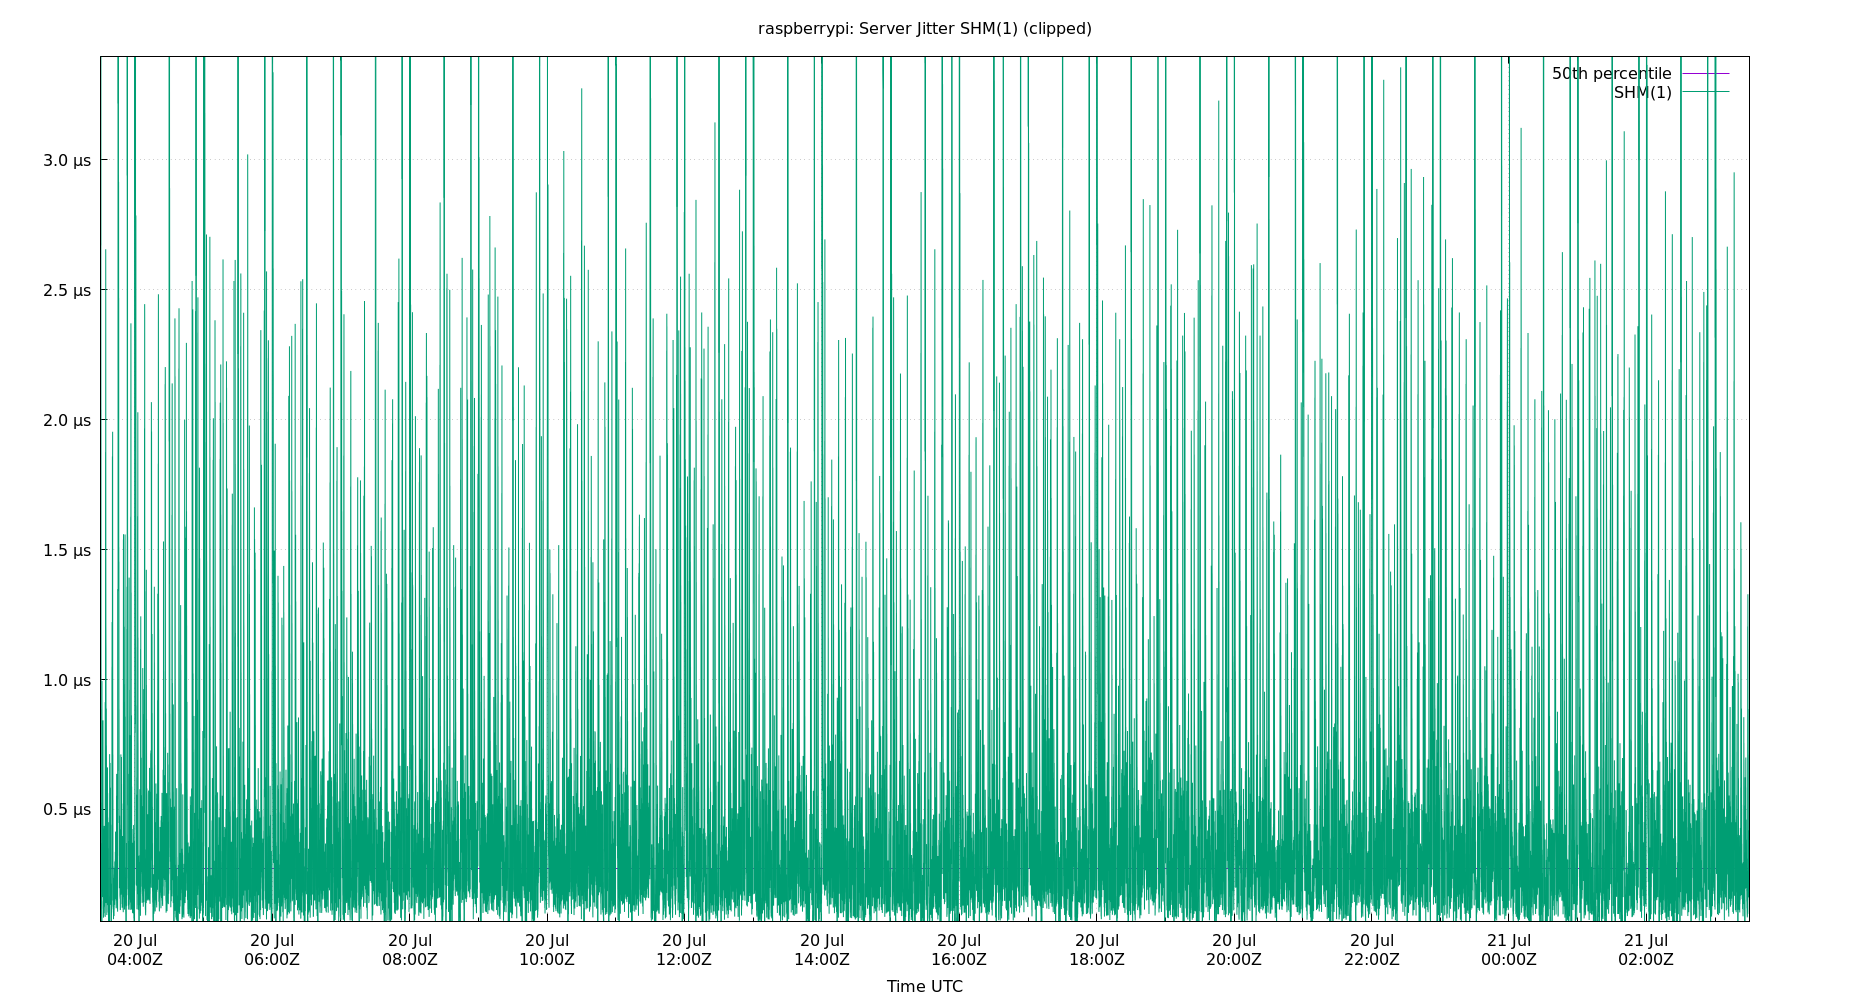 raspberrypi: Server Jitter SHM(1) (clipped)
50th percentile
SHM(1)
3.0 µs
2.5 µs
2.0 µs
1.5 µs
1.0 µs
0.5 µs
20 Jul 20 Jul 20 Jul 20 Jul 20 Jul 20 Jul 20 Jul 20 Jul 20 Jul 20 Jul 21 Jul 21 Jul
04:00Z 06:00Z 08:00Z 10:00Z 12:00Z 14:00Z 16:00Z 18:00Z 20:00Z 22:00Z 00:00Z 02:00Z
Time UTC